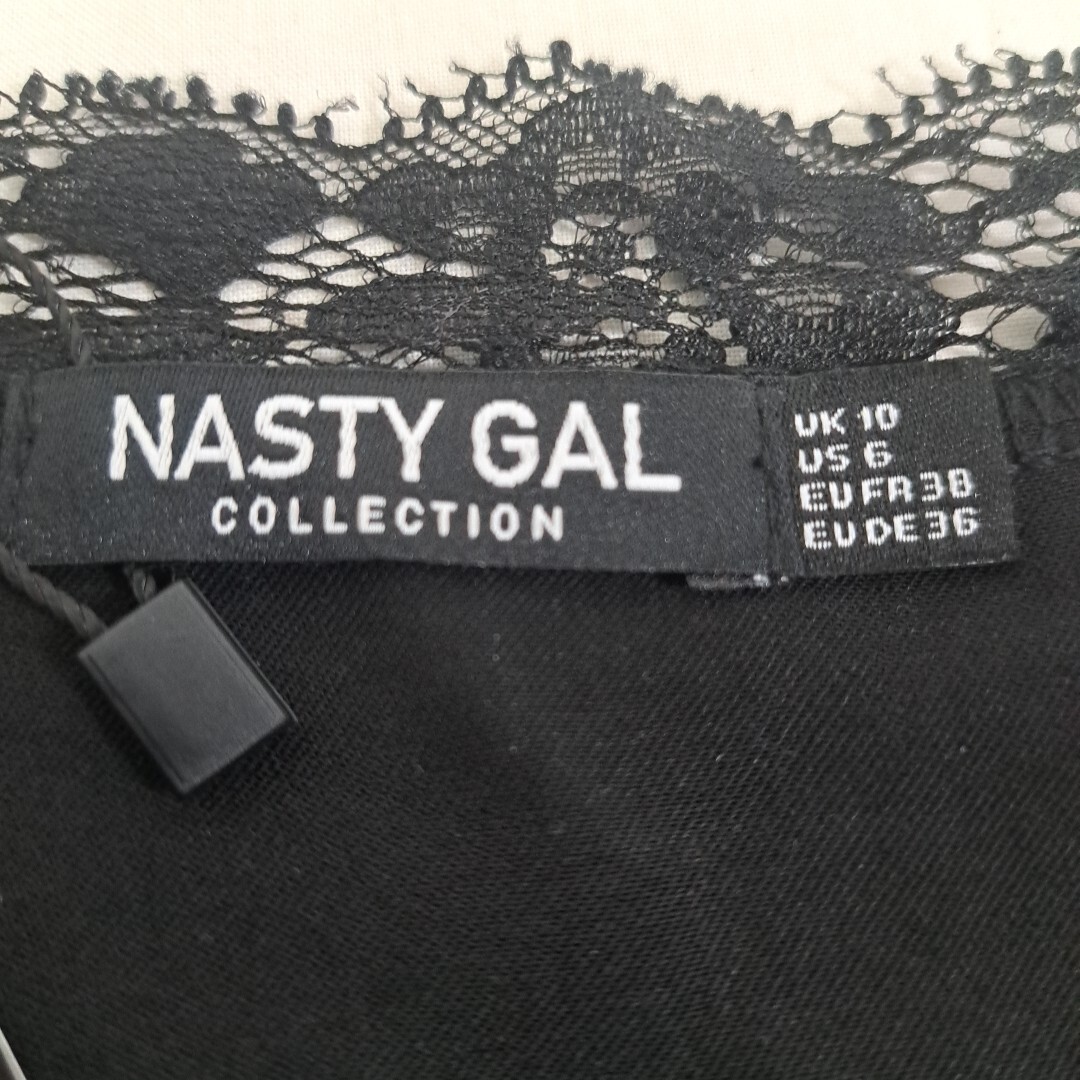 NASTY GAL
COLLECTION
UK 10
US 6
EU FR 38
EU DE 36